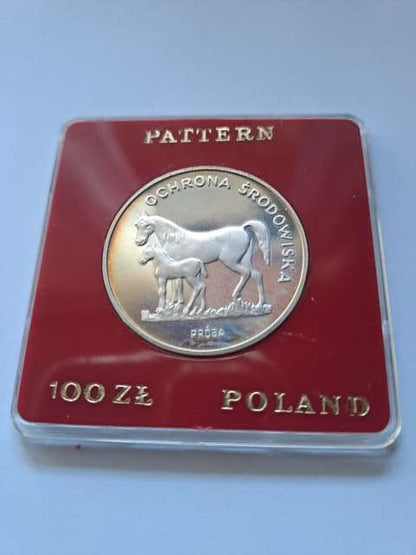 PATTERN
OCHRONA ŚRODOWISKA
PRÓBA
100 ZŁ POLAND